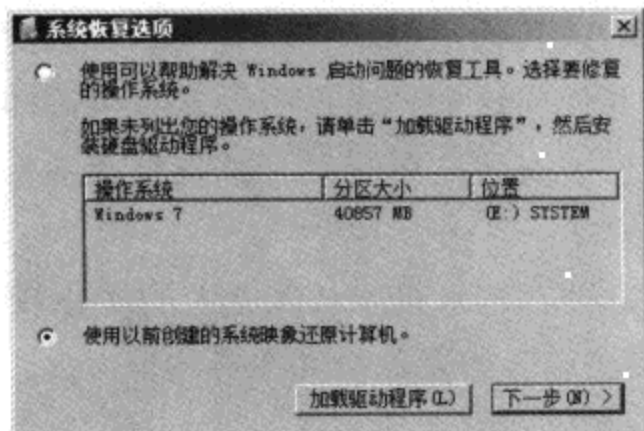 系统恢复选项
使用可以帮助解决 Windows 启动问题的恢复工具。选择要修复
的操作系统。
如果未列出您的操作系统，请单击“加载驱动程序”，然后安
装硬盘驱动程序。
操作系统 分区大小 位置
Windows 7 40857 MB (E:) SYSTEM
使用以前创建的系统映象还原计算机。
加载驱动程序(L) 下一步(N) >